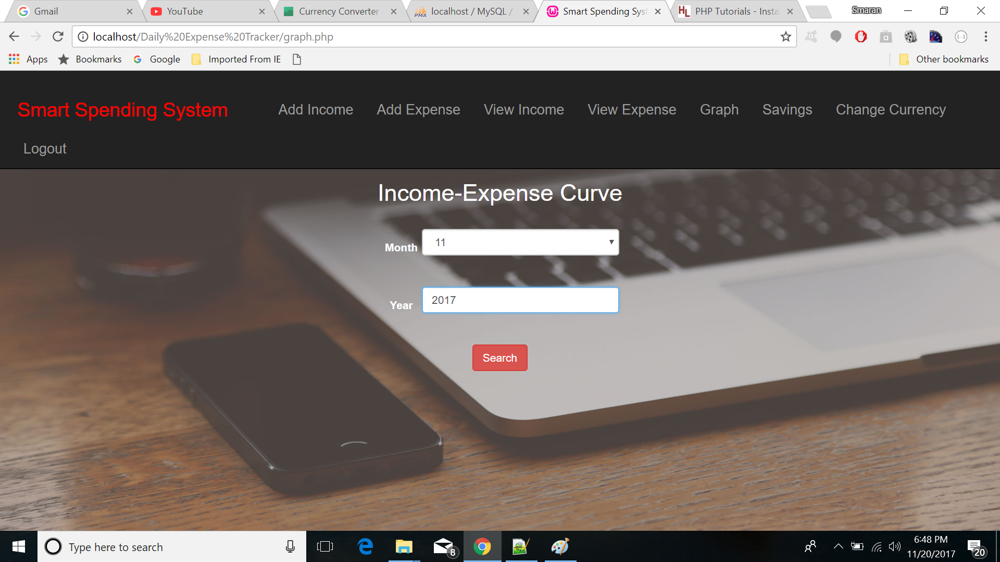 Gmail
YouTube
Currency Converter
localhost / MySQL /
Smart Spending Syst
PHP Tutorials - Insta
Smaran
localhost/Daily%20Expense%20Tracker/graph.php
Apps
Bookmarks
Google
Imported From IE
Other bookmarks
Smart Spending System
Add Income
Add Expense
View Income
View Expense
Graph
Savings
Change Currency
Logout
Income-Expense Curve
Month
11
Year
2017
Search
Type here to search
8
6:48 PM
11/20/2017
20